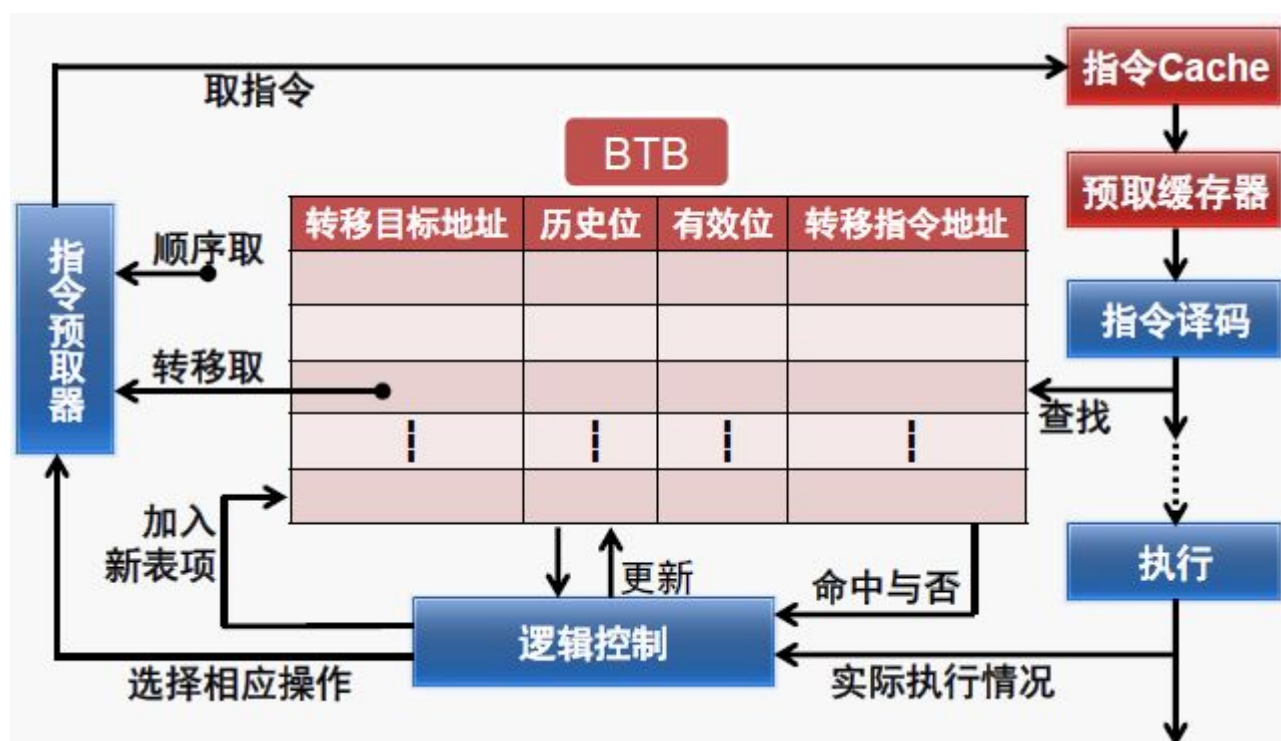 指令Cache
取指令
BTB
预取缓存器
转移目标地址 历史位 有效位 转移指令地址
指令预取器
顺序取
指令译码
转移取
查找
加入
新表项
更新
命中与否
执行
逻辑控制
选择相应操作
实际执行情况